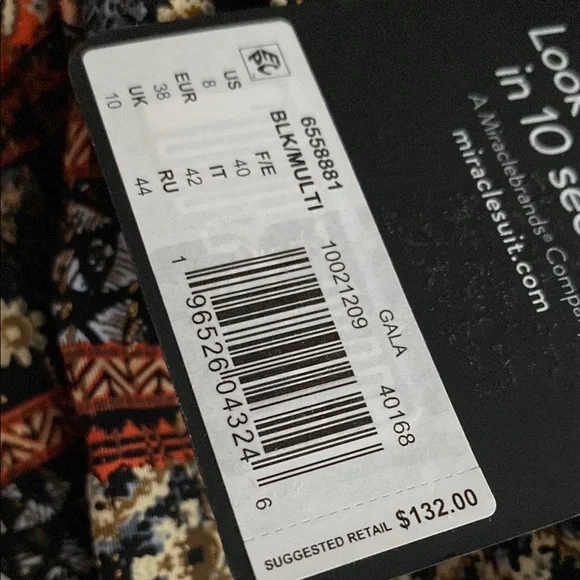 6558881
BLK/MULTI
US F/E
8 40
EUR IT
38 42
UK RU
10 44
GALA
10021209 40168
1 96526 04324 6
SUGGESTED RETAIL $132.00
Look
in 10 sec
A Miraclebrands® Compa
miraclesuit.com